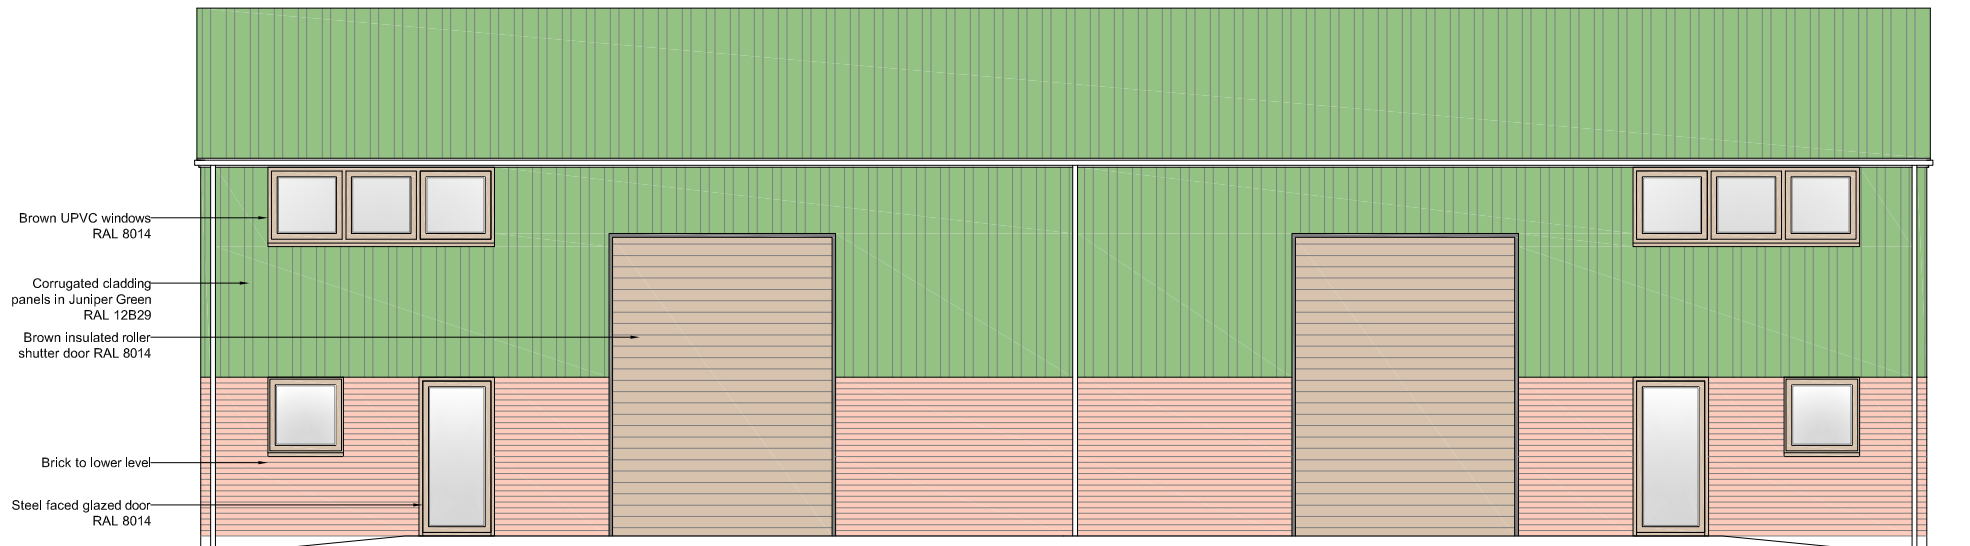 Brown UPVC windows
RAL 8014
Corrugated cladding
panels in Juniper Green
RAL 12B29
Brown insulated roller
shutter door RAL 8014
Brick to lower level
Steel faced glazed door
RAL 8014